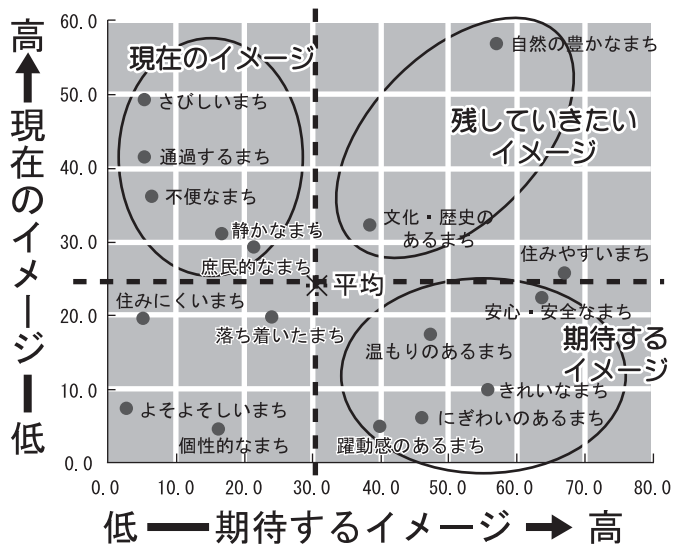 高
現在のイメージ
低
60.0
50.0
40.0
30.0
20.0
10.0
0.0
現在のイメージ
さびしいまち
通過するまち
不便なまち
静かなまち
庶民的なまち
自然の豊かなまち
残していきたい
イメージ
文化・歴史の
あるまち
住みやすいまち
平均
住みにくいまち
落ち着いたまち
安心・安全なまち
期待する
イメージ
温もりのあるまち
きれいなまち
よそよそしいまち
にぎわいのあるまち
個性的なまち
躍動感のあるまち
0.0 10.0 20.0 30.0 40.0 50.0 60.0 70.0 80.0
低 期待するイメージ 高